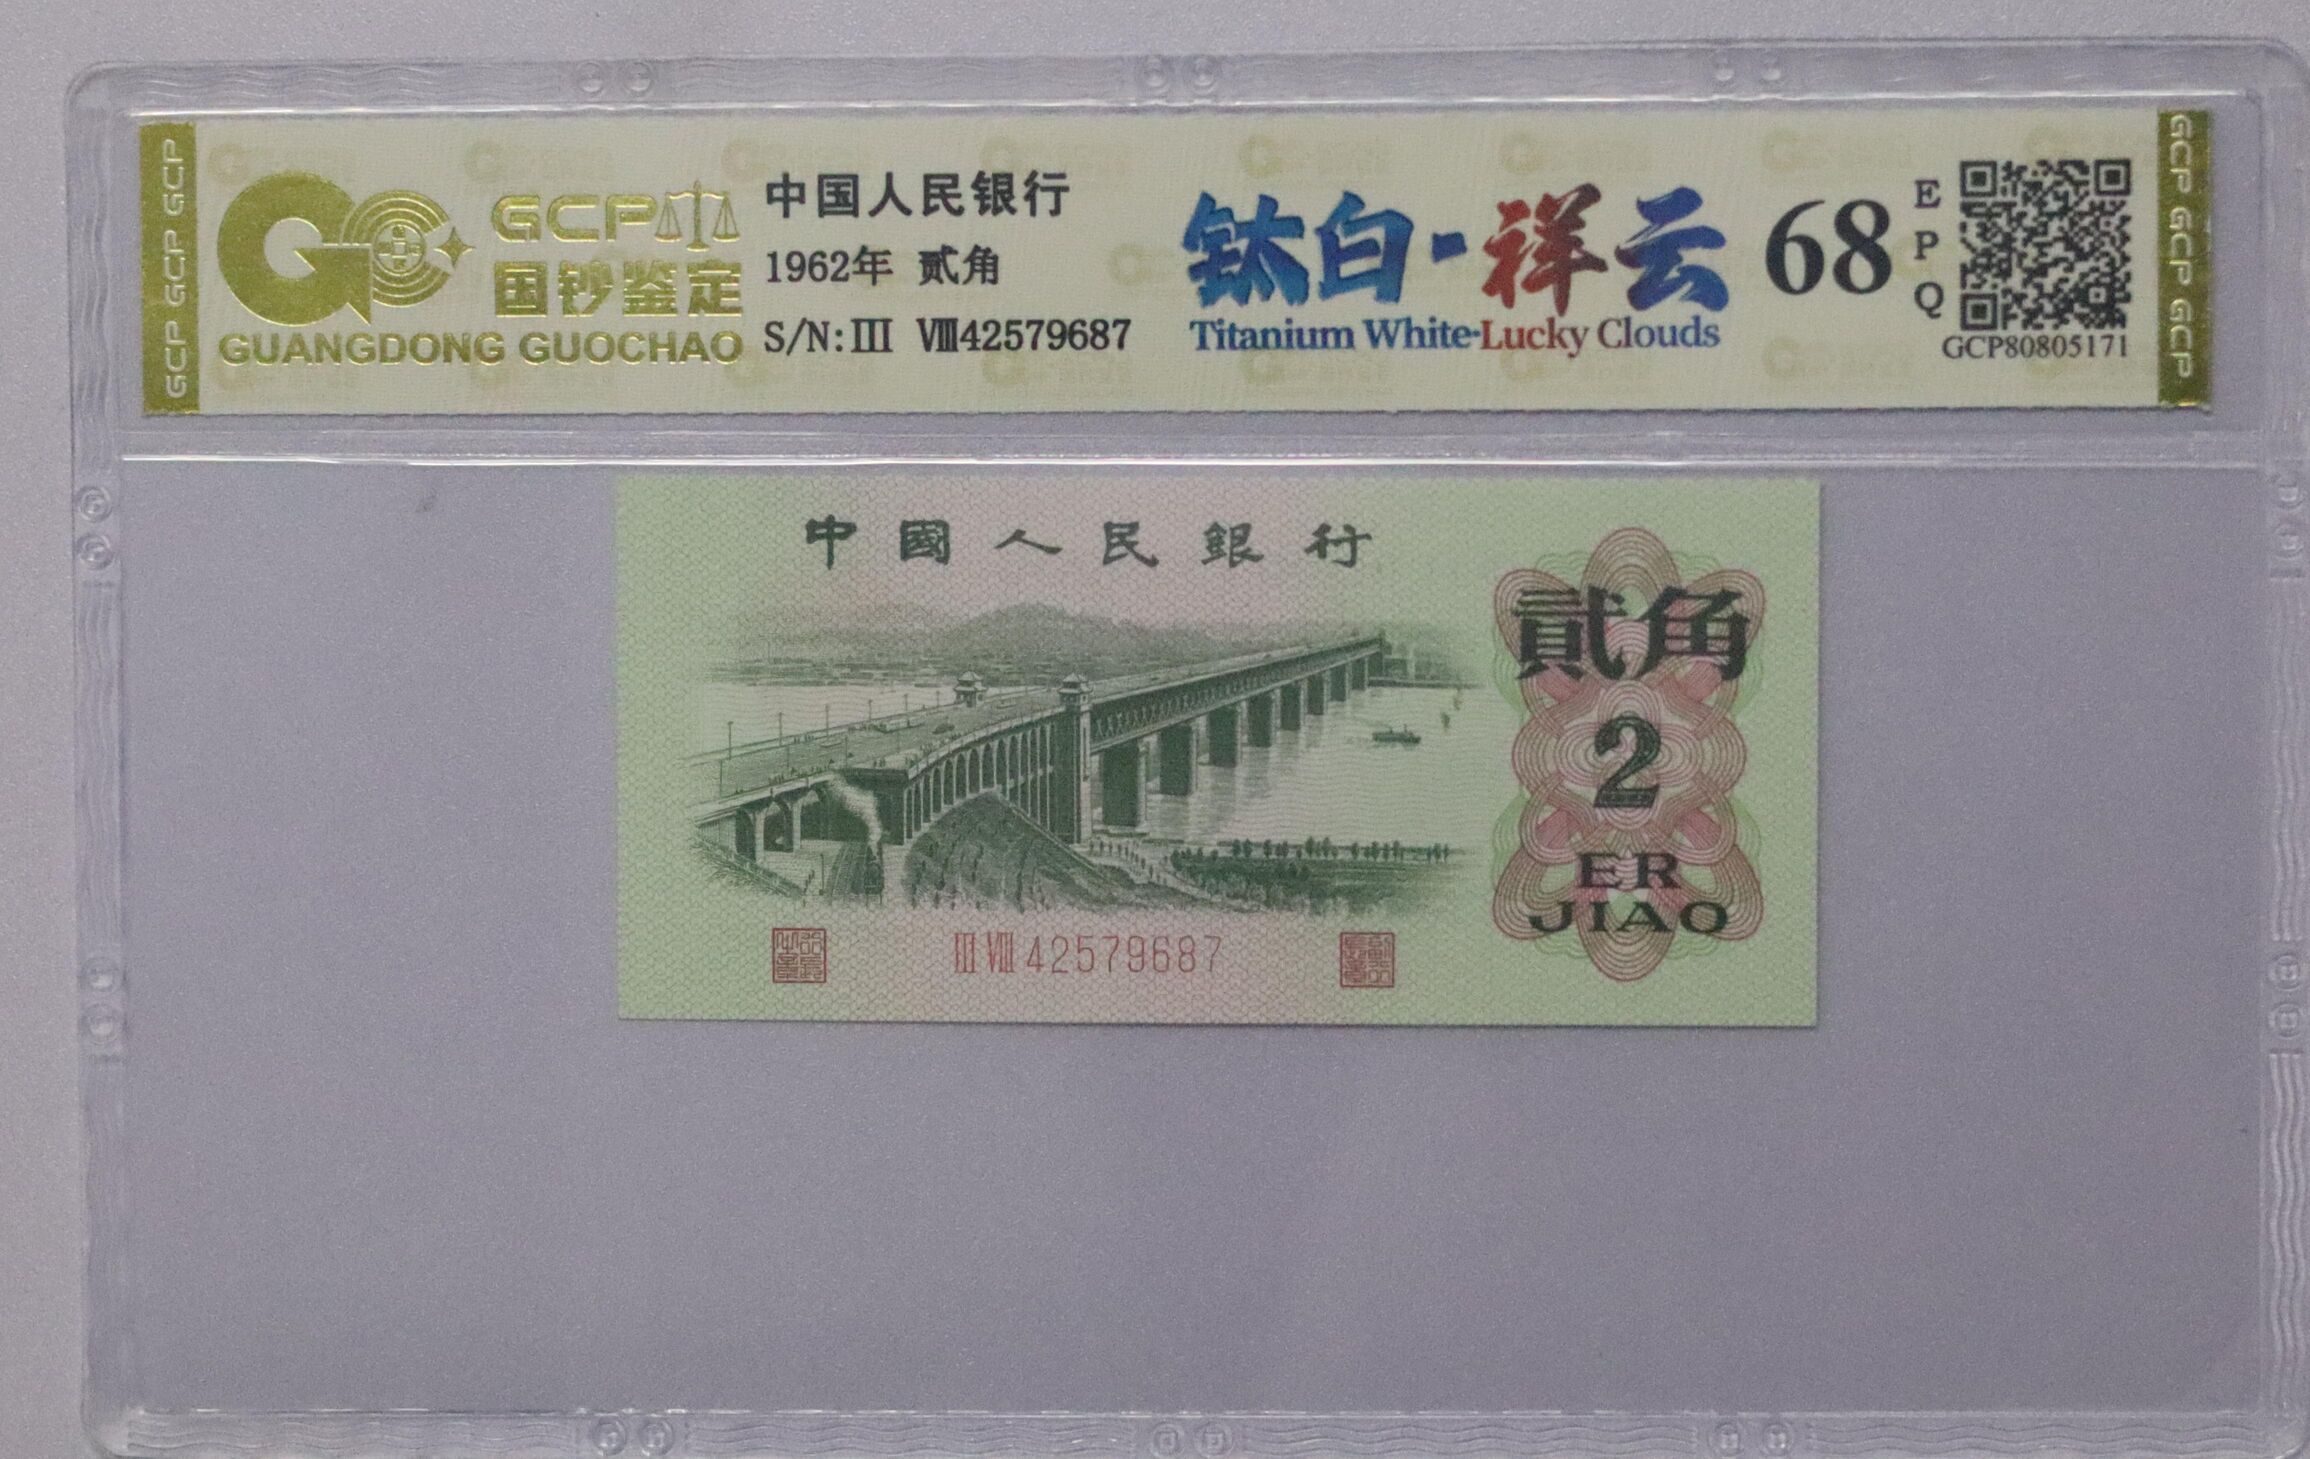 GCP GCP GCP
GCP
国钞鉴定
GUANGDONG GUOCHAO
中国人民银行
1962年 贰角
S/N:III VIII42579687
钛白-祥云
Titanium White-Lucky Clouds
68
EPQ
GCP80805171
GCP GCP GCP
中國人民銀行
貳角
2
ER
JIAO
III VIII 42579687